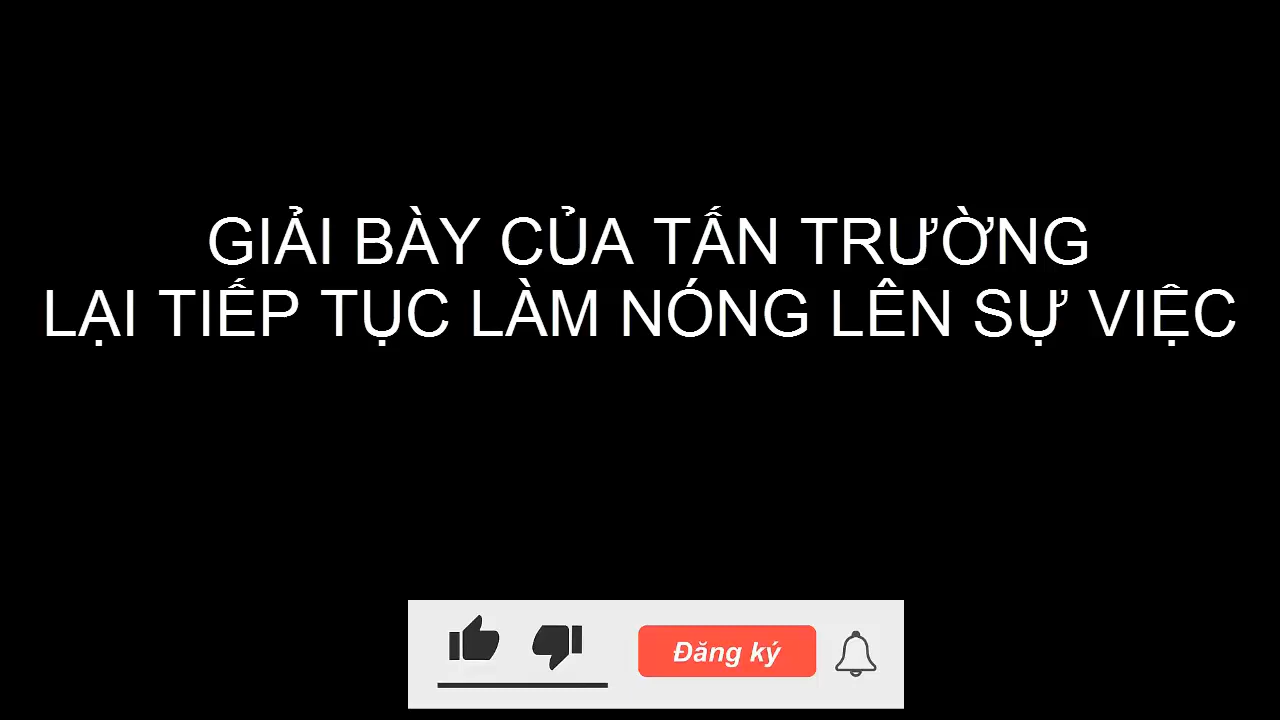 GIẢI BÀY CỦA TẤN TRƯỜNG
LẠI TIẾP TỤC LÀM NÓNG LÊN SỰ VIỆC
Đăng ký